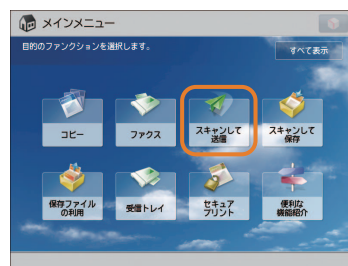 メインメニュー
目的のファンクションを選択します。
すべて表示
コピー
ファクス
スキャンして
送信
スキャンして
保存
保存ファイル
の利用
受信トレイ
セキュア
プリント
便利な
機能紹介